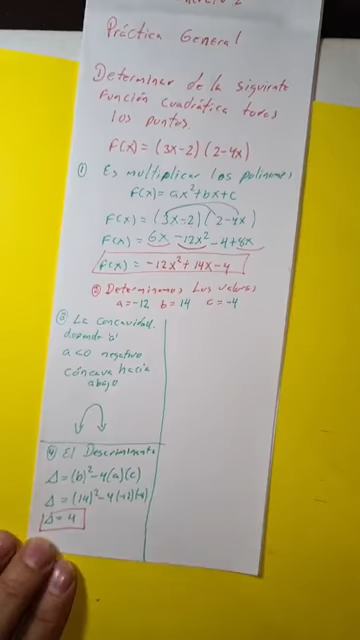 Práctica General
Determinar de la siguiente
Función Cuadrática todos
los puntos.
F(x) = (3x-2) (2-4x)
① Es multiplicar los polinomios
F(x) = ax²+bx+c
F(x) = (3x-2) (2-4x)
F(x) = 6x -12x² -4+8x
F(x) = -12x²+14x-4
② Determinamos los valores
a=-12 b=14 c=-4
③ La concavidad
depende 'a'
a<0 negativo
cóncava hacia
abajo
④ El Descriminante
Δ=(b)²-4(a)(c)
Δ=(14)²-4(-12)(-4)
Δ=4